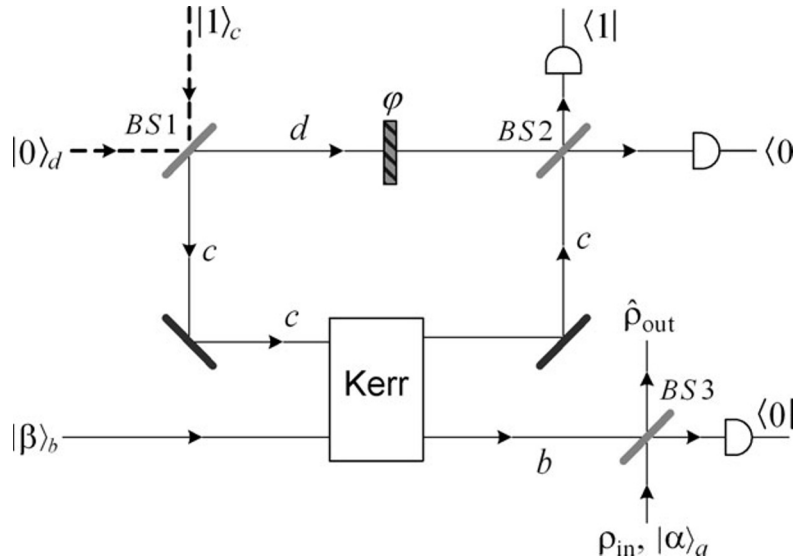 |1⟩c
⟨1|
φ
BS1
d
BS2
|0⟩d
⟨0
c
c
c
ρ̂out
Kerr
BS3
⟨0|
|β⟩b
b
ρin, |α⟩a